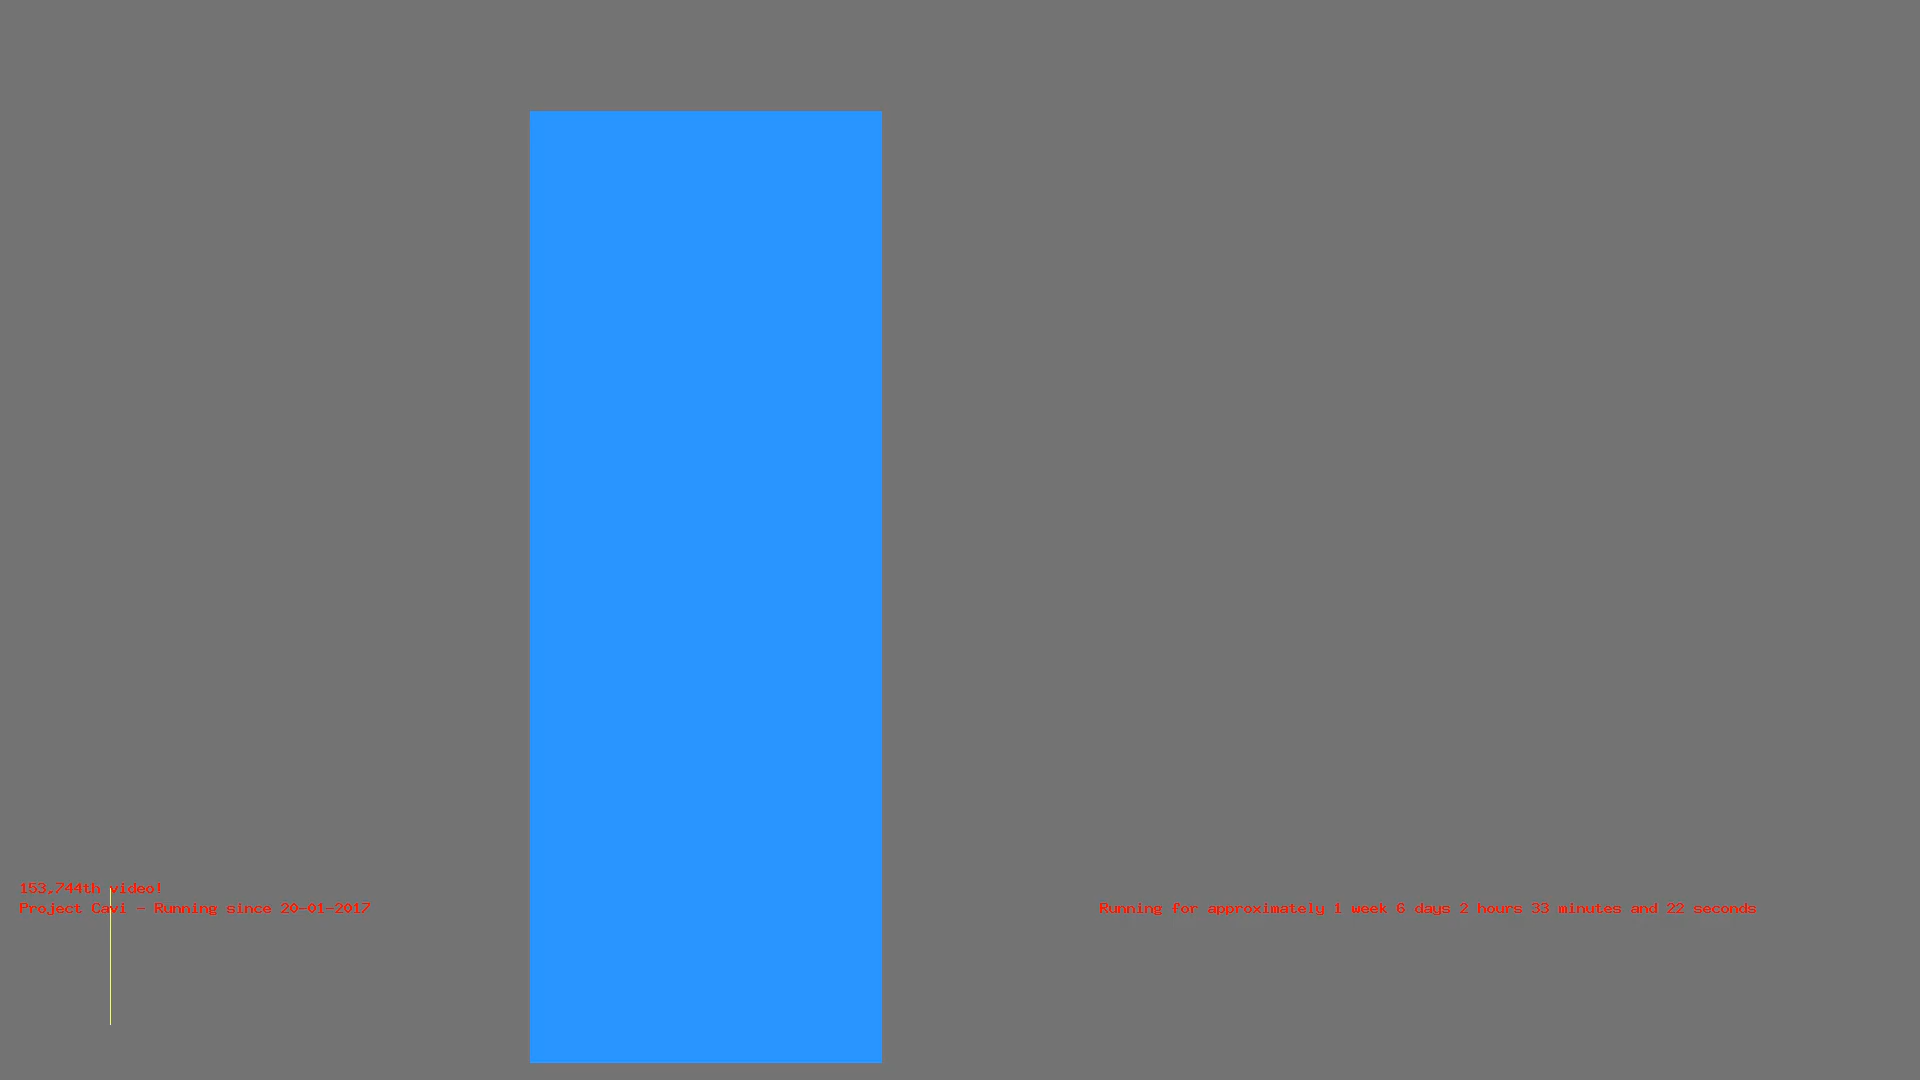 153,744th video!
Project Cavi - Running since 20-01-2017
Running for approximately 1 week 6 days 2 hours 33 minutes and 22 seconds